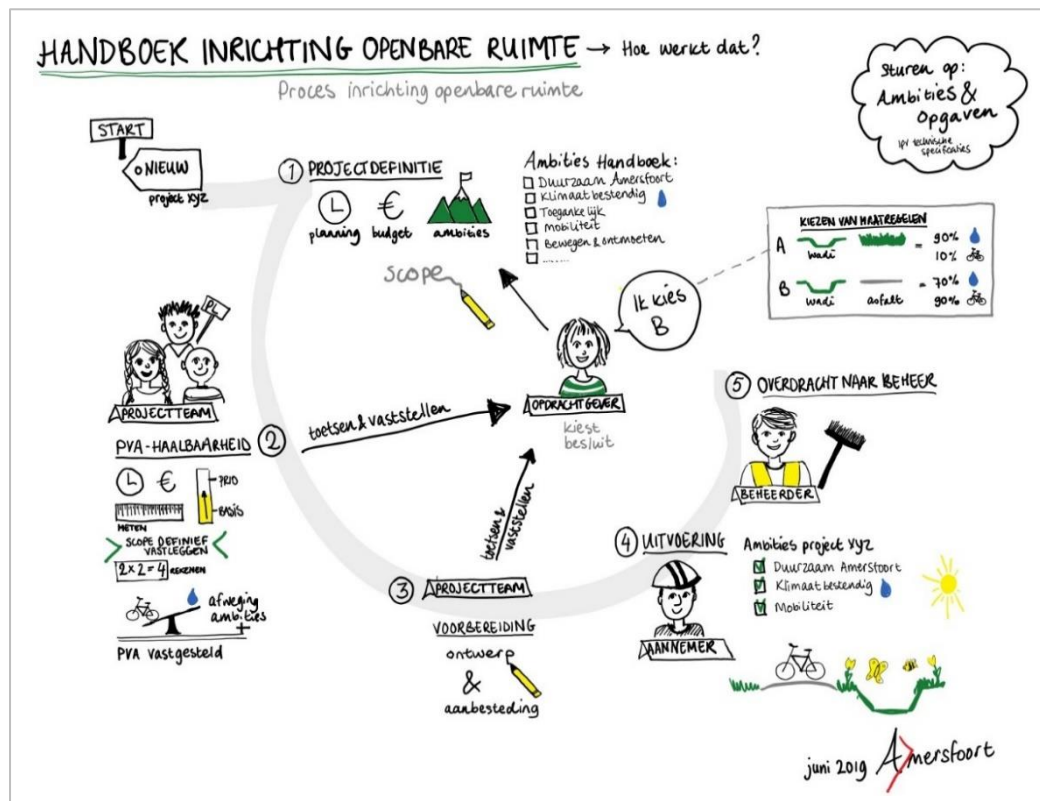 HANDBOEK INRICHTING OPENBARE RUIMTE → Hoe werkt dat?
Proces inrichting openbare ruimte
Sturen op:
Ambities &
Opgaven
ipv technische
specificaties
START
NIEUW
project xyz
1 PROJECTDEFINITIE
planning
budget
ambities
scope
Ambities Handboek:
Duurzaam Amersfoort
Klimaatbestendig
Toegankelijk
Mobiliteit
Bewegen & ontmoeten
........
KIEZEN VAN MAATREGELEN
A wadi = 90%
10%
B wadi asfalt = 70%
90%
Ik kies
B
OPDRACHTGEVER
kiest
besluit
PL
PROJECTTEAM
PVA-HAALBAARHEID 2
toetsen & vaststellen
€
PRIO
BASIS
METEN
SCOPE DEFINIEF
VASTLEGGEN
2x2=4 REKENEN
afweging
ambities
+
PVA VASTGESTELD
toetsen &
vaststellen
3 PROJECTTEAM
VOORBEREIDING
ontwerp
&
aanbesteding
4 UITVOERING
AANNEMER
Ambities project xyz
Duurzaam Amersfoort
Klimaatbestendig
Mobiliteit
5 OVERDRACHT NAAR BEHEER
BEHEERDER
juni 2019 Amersfoort